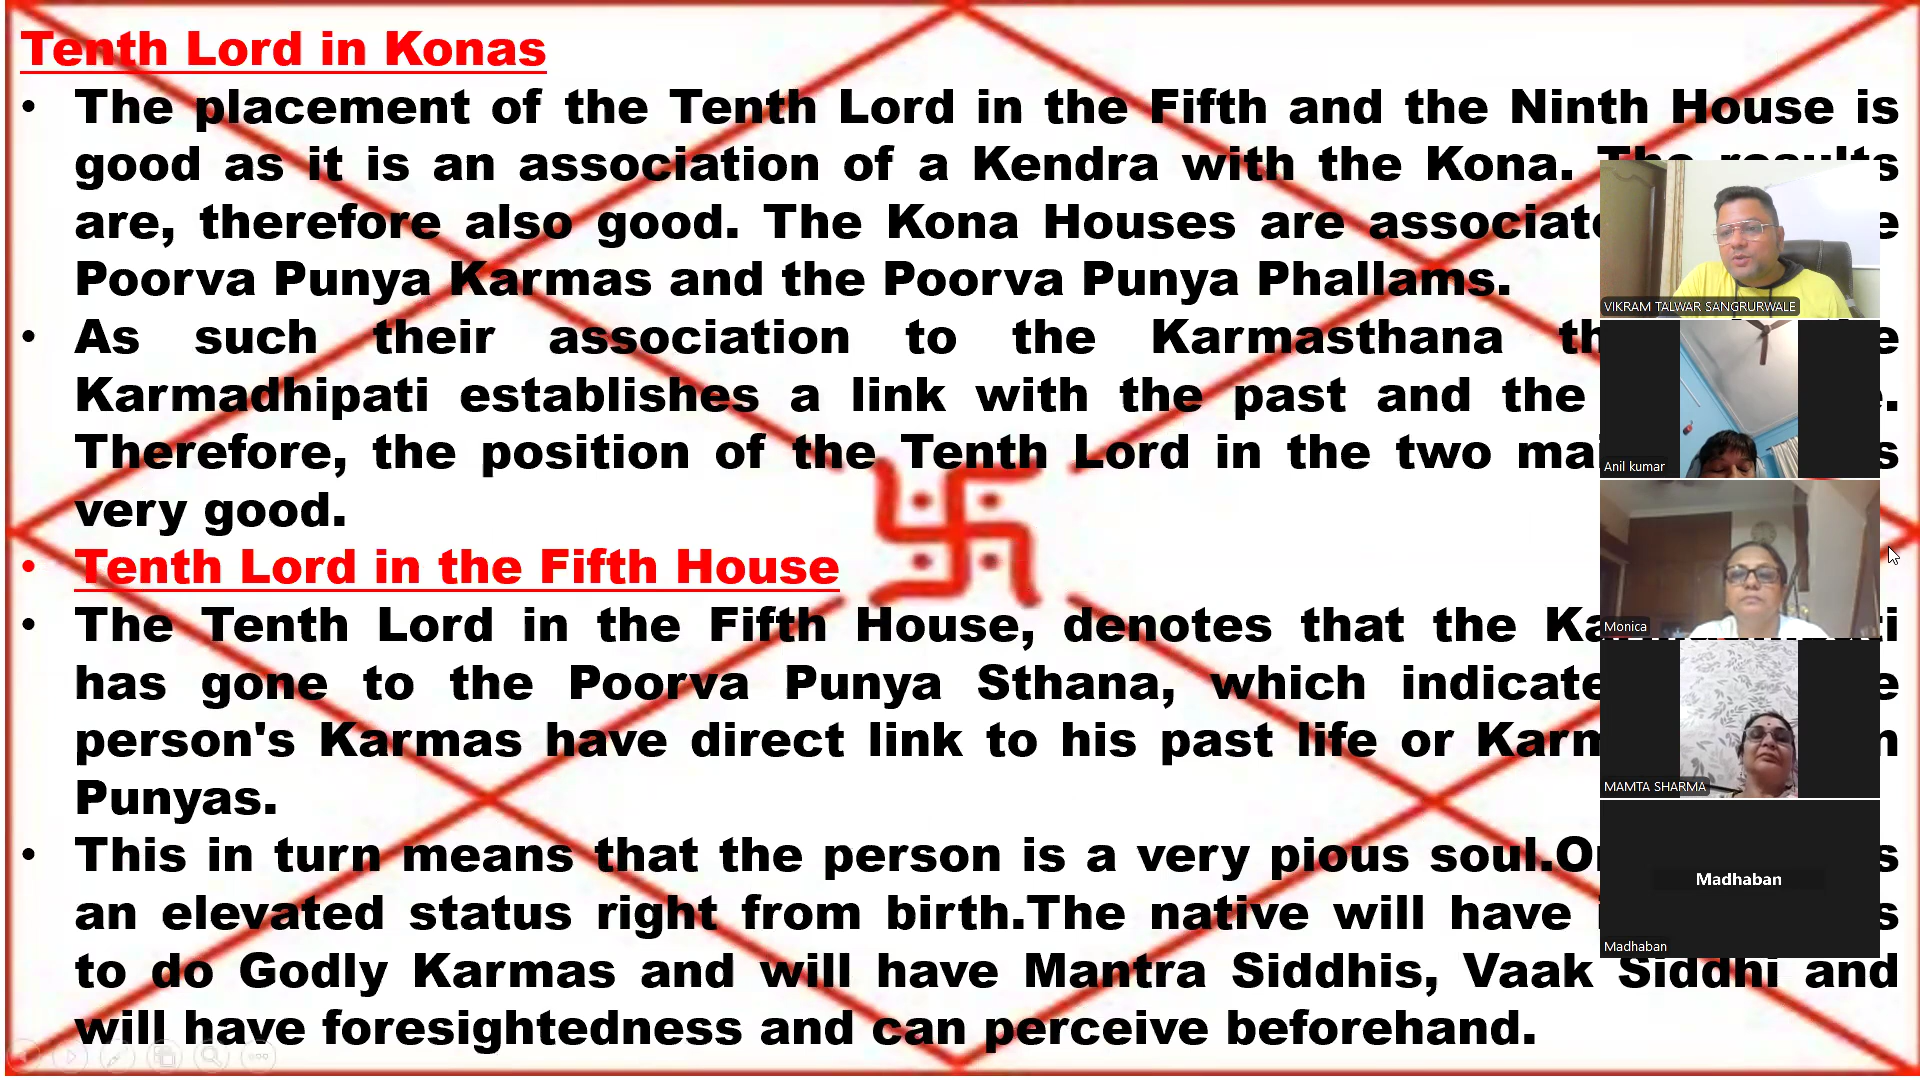 Tenth Lord in Konas
• The placement of the Tenth Lord in the Fifth and the Ninth House is
good as it is an association of a Kendra with the Kona. The results
are, therefore also good. The Kona Houses are
Poorva Punya Karmas and the Poorva Punya Phallams.
• As such their association to the Karmasthana
Karmadhipati establishes a link with the past and the
Therefore, the position of the Tenth Lord in the two
very good.
• Tenth Lord in the Fifth House
• The Tenth Lord in the Fifth House, denotes that the
has gone to the Poorva Punya Sthana, which
person's Karmas have direct link to his past life or
Punyas.
• This in turn means that the person is a very pious soul.
an elevated status right from birth.The native will have
to do Godly Karmas and will have Mantra Siddhis, Vaak Siddhi and
will have foresightedness and can perceive beforehand.
VIKRAM TALWAR SANGRURWALE
Anil kumar
Monica
MAMTA SHARMA
Madhaban
Madhaban